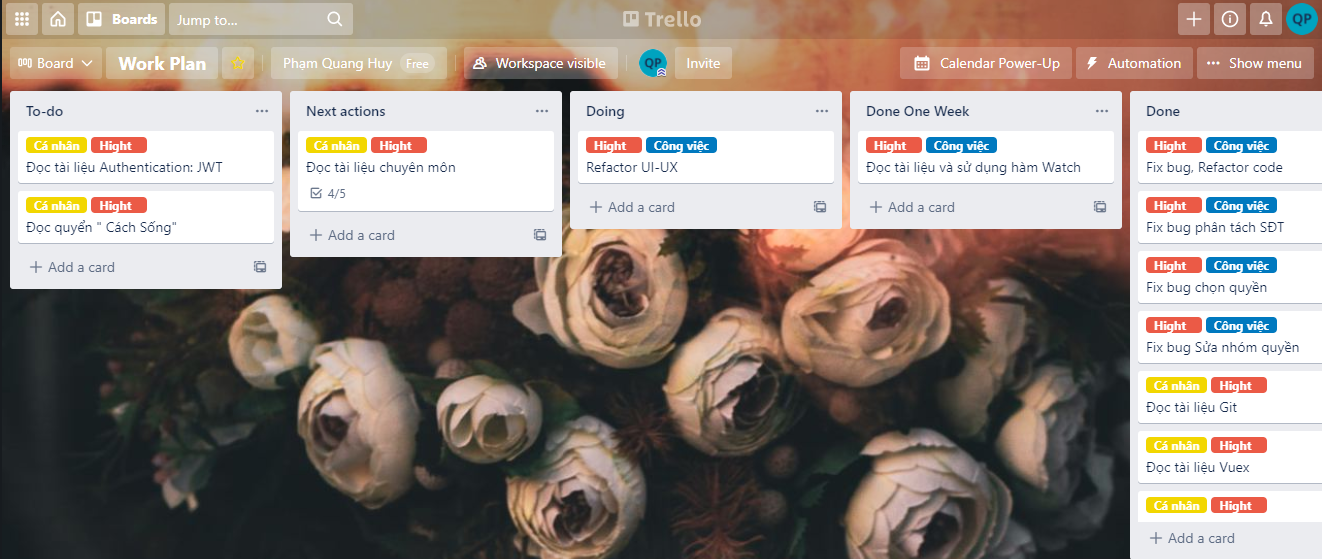 Boards
Jump to...
Trello
QP
Board
Work Plan
Phạm Quang Huy Free
Workspace visible
QP
Invite
Calendar Power-Up
Automation
Show menu
To-do
Cá nhân Hight
Đọc tài liệu Authentication: JWT
Cá nhân Hight
Đọc quyển " Cách Sống"
+ Add a card
Next actions
Cá nhân Hight
Đọc tài liệu chuyên môn
4/5
+ Add a card
Doing
Hight Công việc
Refactor UI-UX
+ Add a card
Done One Week
Hight Công việc
Đọc tài liệu và sử dụng hàm Watch
+ Add a card
Done
Hight Công việc
Fix bug, Refactor code
Hight Công việc
Fix bug phân tách SĐT
Hight Công việc
Fix bug chọn quyền
Hight Công việc
Fix bug Sửa nhóm quyền
Cá nhân Hight
Đọc tài liệu Git
Cá nhân Hight
Đọc tài liệu Vuex
Cá nhân Hight
+ Add a card